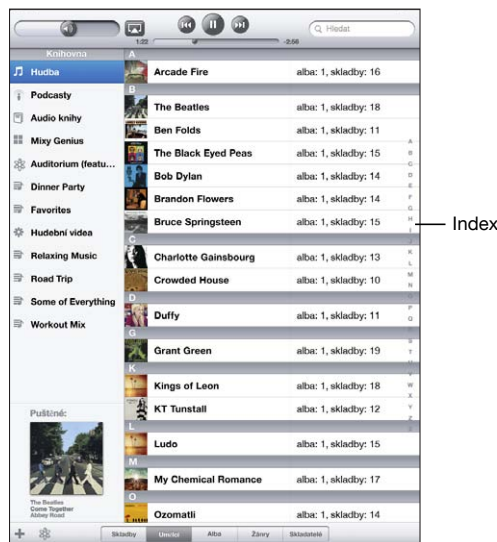 1:22
-2:56
Hledat
Knihovna
Hudba
Podcasty
Audio knihy
Mixy Genius
Auditorium (featu...
Dinner Party
Favorites
Hudební videa
Relaxing Music
Road Trip
Some of Everything
Workout Mix
Puštěné:
The Beatles
Come Together
Abbey Road
A
Arcade Fire alba: 1, skladby: 16
B
The Beatles alba: 1, skladby: 18
Ben Folds alba: 1, skladby: 11
The Black Eyed Peas alba: 1, skladby: 15
Bob Dylan alba: 1, skladby: 14
Brandon Flowers alba: 1, skladby: 14
Bruce Springsteen alba: 1, skladby: 15
C
Charlotte Gainsbourg alba: 1, skladby: 13
Crowded House alba: 1, skladby: 10
D
Duffy alba: 1, skladby: 11
G
Grant Green alba: 1, skladby: 19
K
Kings of Leon alba: 1, skladby: 18
KT Tunstall alba: 1, skladby: 12
L
Ludo alba: 1, skladby: 15
M
My Chemical Romance alba: 1, skladby: 17
O
Ozomatli alba: 1, skladby: 14
A
B
C
D
E
F
G
H
I
J
K
L
M
N
O
P
Q
R
S
T
U
V
W
X
Y
Z
Index
Skladby
Umělci
Alba
Žánry
Skladatelé